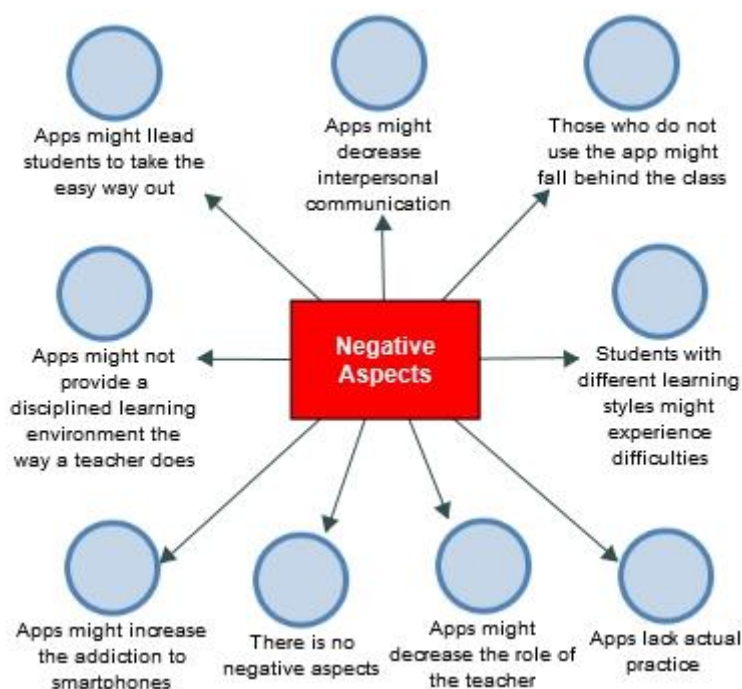 Apps might llead
students to take the
easy way out
Apps might
decrease
interpersonal
communication
Those who do not
use the app might
fall behind the class
Apps might not
provide a
disciplined learning
environment the
way a teacher does
Negative
Aspects
Students with
different learning
styles might
experience
difficulties
Apps might increase
the addiction to
smartphones
There is no
negative aspects
Apps might
decrease the role of
the teacher
Apps lack actual
practice